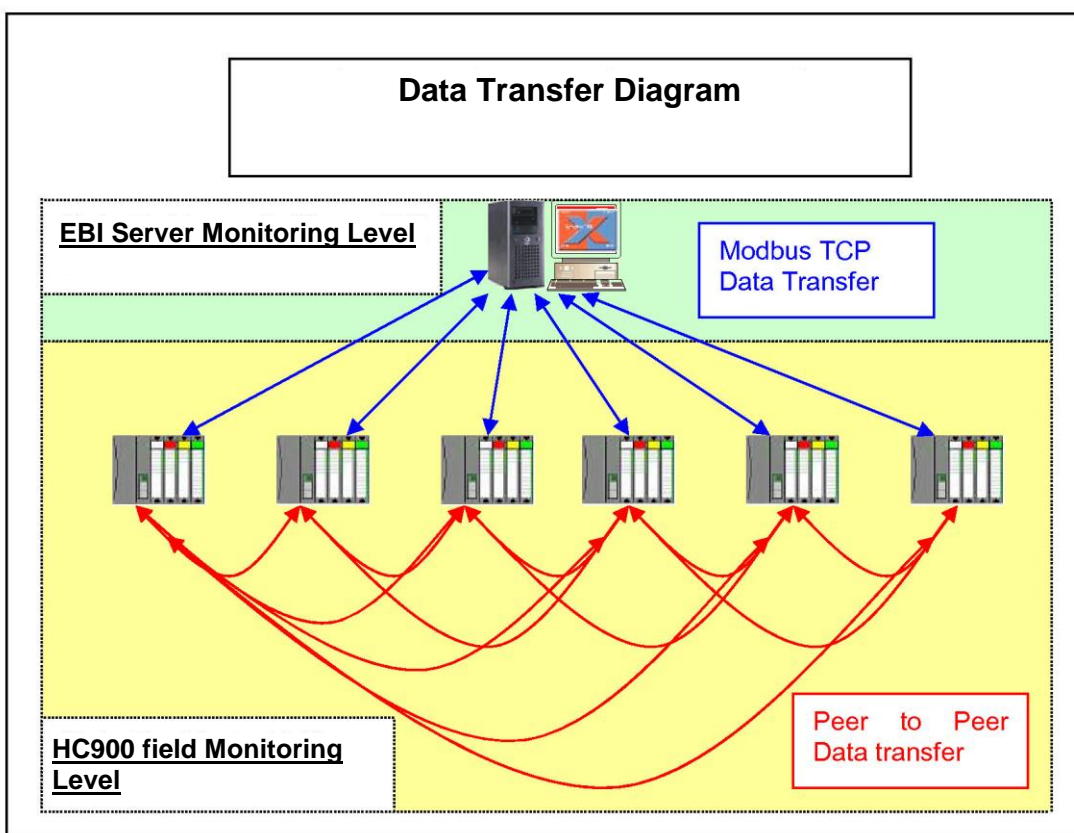 Data Transfer Diagram
EBI Server Monitoring Level
Modbus TCP
Data Transfer
Peer to Peer
Data transfer
HC900 field Monitoring
Level